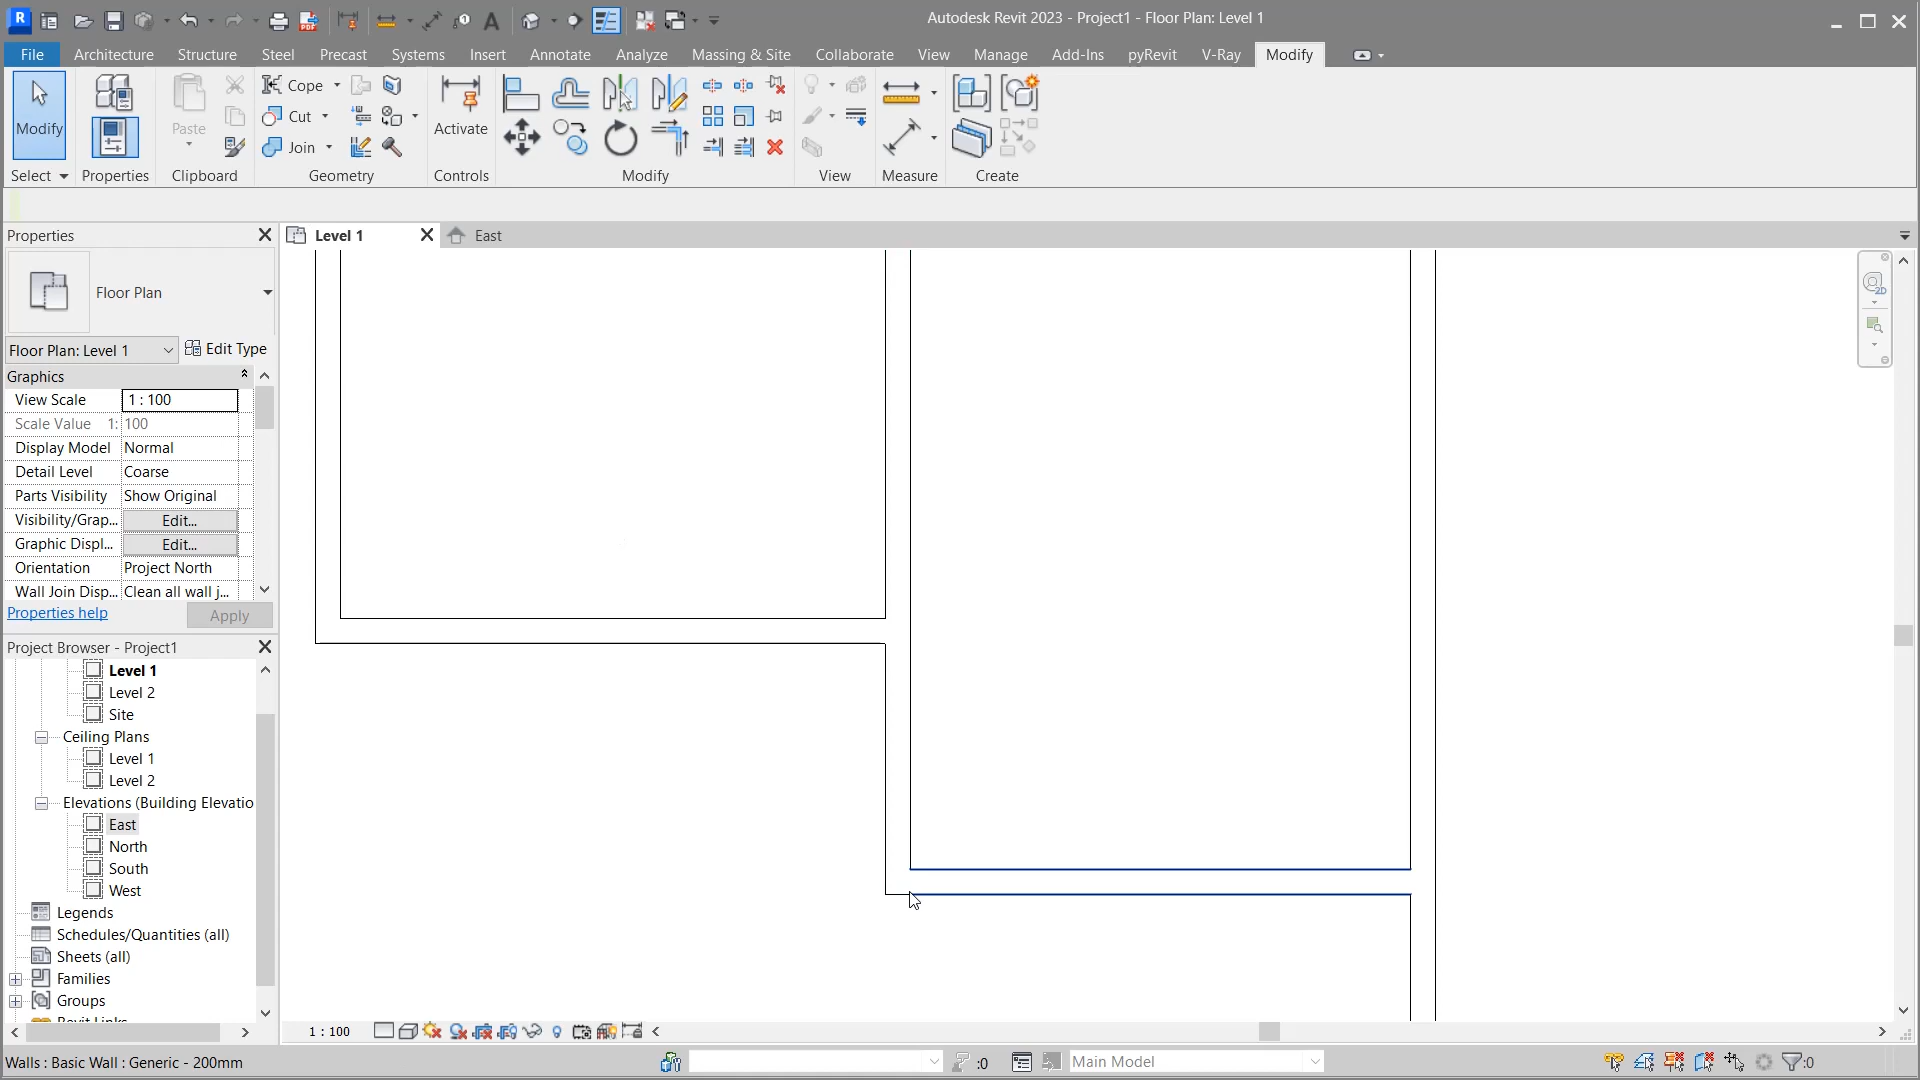 R
Autodesk Revit 2023 - Project1 - Floor Plan: Level 1
File Architecture Structure Steel Precast Systems Insert Annotate Analyze Massing & Site Collaborate View Manage Add-Ins pyRevit V-Ray Modify
Modify Paste Cope Cut Join Activate
Select Properties Clipboard Geometry Controls Modify View Measure Create
Properties
Level 1
East
Floor Plan
Floor Plan: Level 1
Edit Type
Graphics
View Scale 1 : 100
Scale Value 1: 100
Display Model Normal
Detail Level Coarse
Parts Visibility Show Original
Visibility/Grap... Edit...
Graphic Displ... Edit...
Orientation Project North
Wall Join Disp... Clean all wall j...
Properties help
Apply
Project Browser - Project1
Level 1
Level 2
Site
Ceiling Plans
Level 1
Level 2
Elevations (Building Elevatio
East
North
South
West
Legends
Schedules/Quantities (all)
Sheets (all)
Families
Groups
Revit Links
2D
1 : 100
Walls : Basic Wall : Generic - 200mm
:0
Main Model
:0